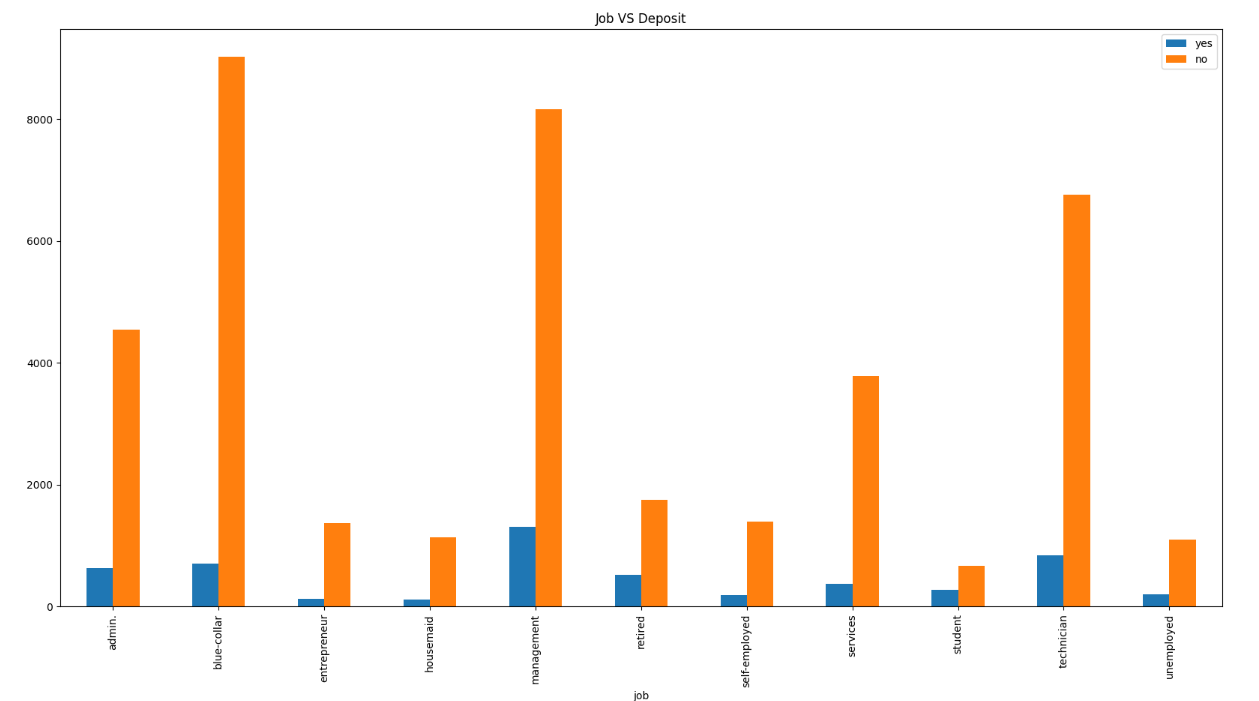 Job VS Deposit
yes
no
8000
6000
4000
2000
0
admin.
blue-collar
entrepreneur
housemaid
management
retired
self-employed
services
student
technician
unemployed
job